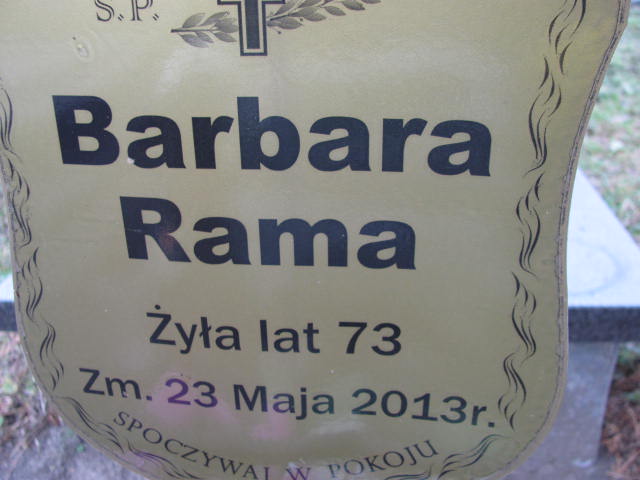 Ś.P.
Barbara
Rama
Żyła lat 73
Zm. 23 Maja 2013r.
SPOCZYWAJ W POKOJU